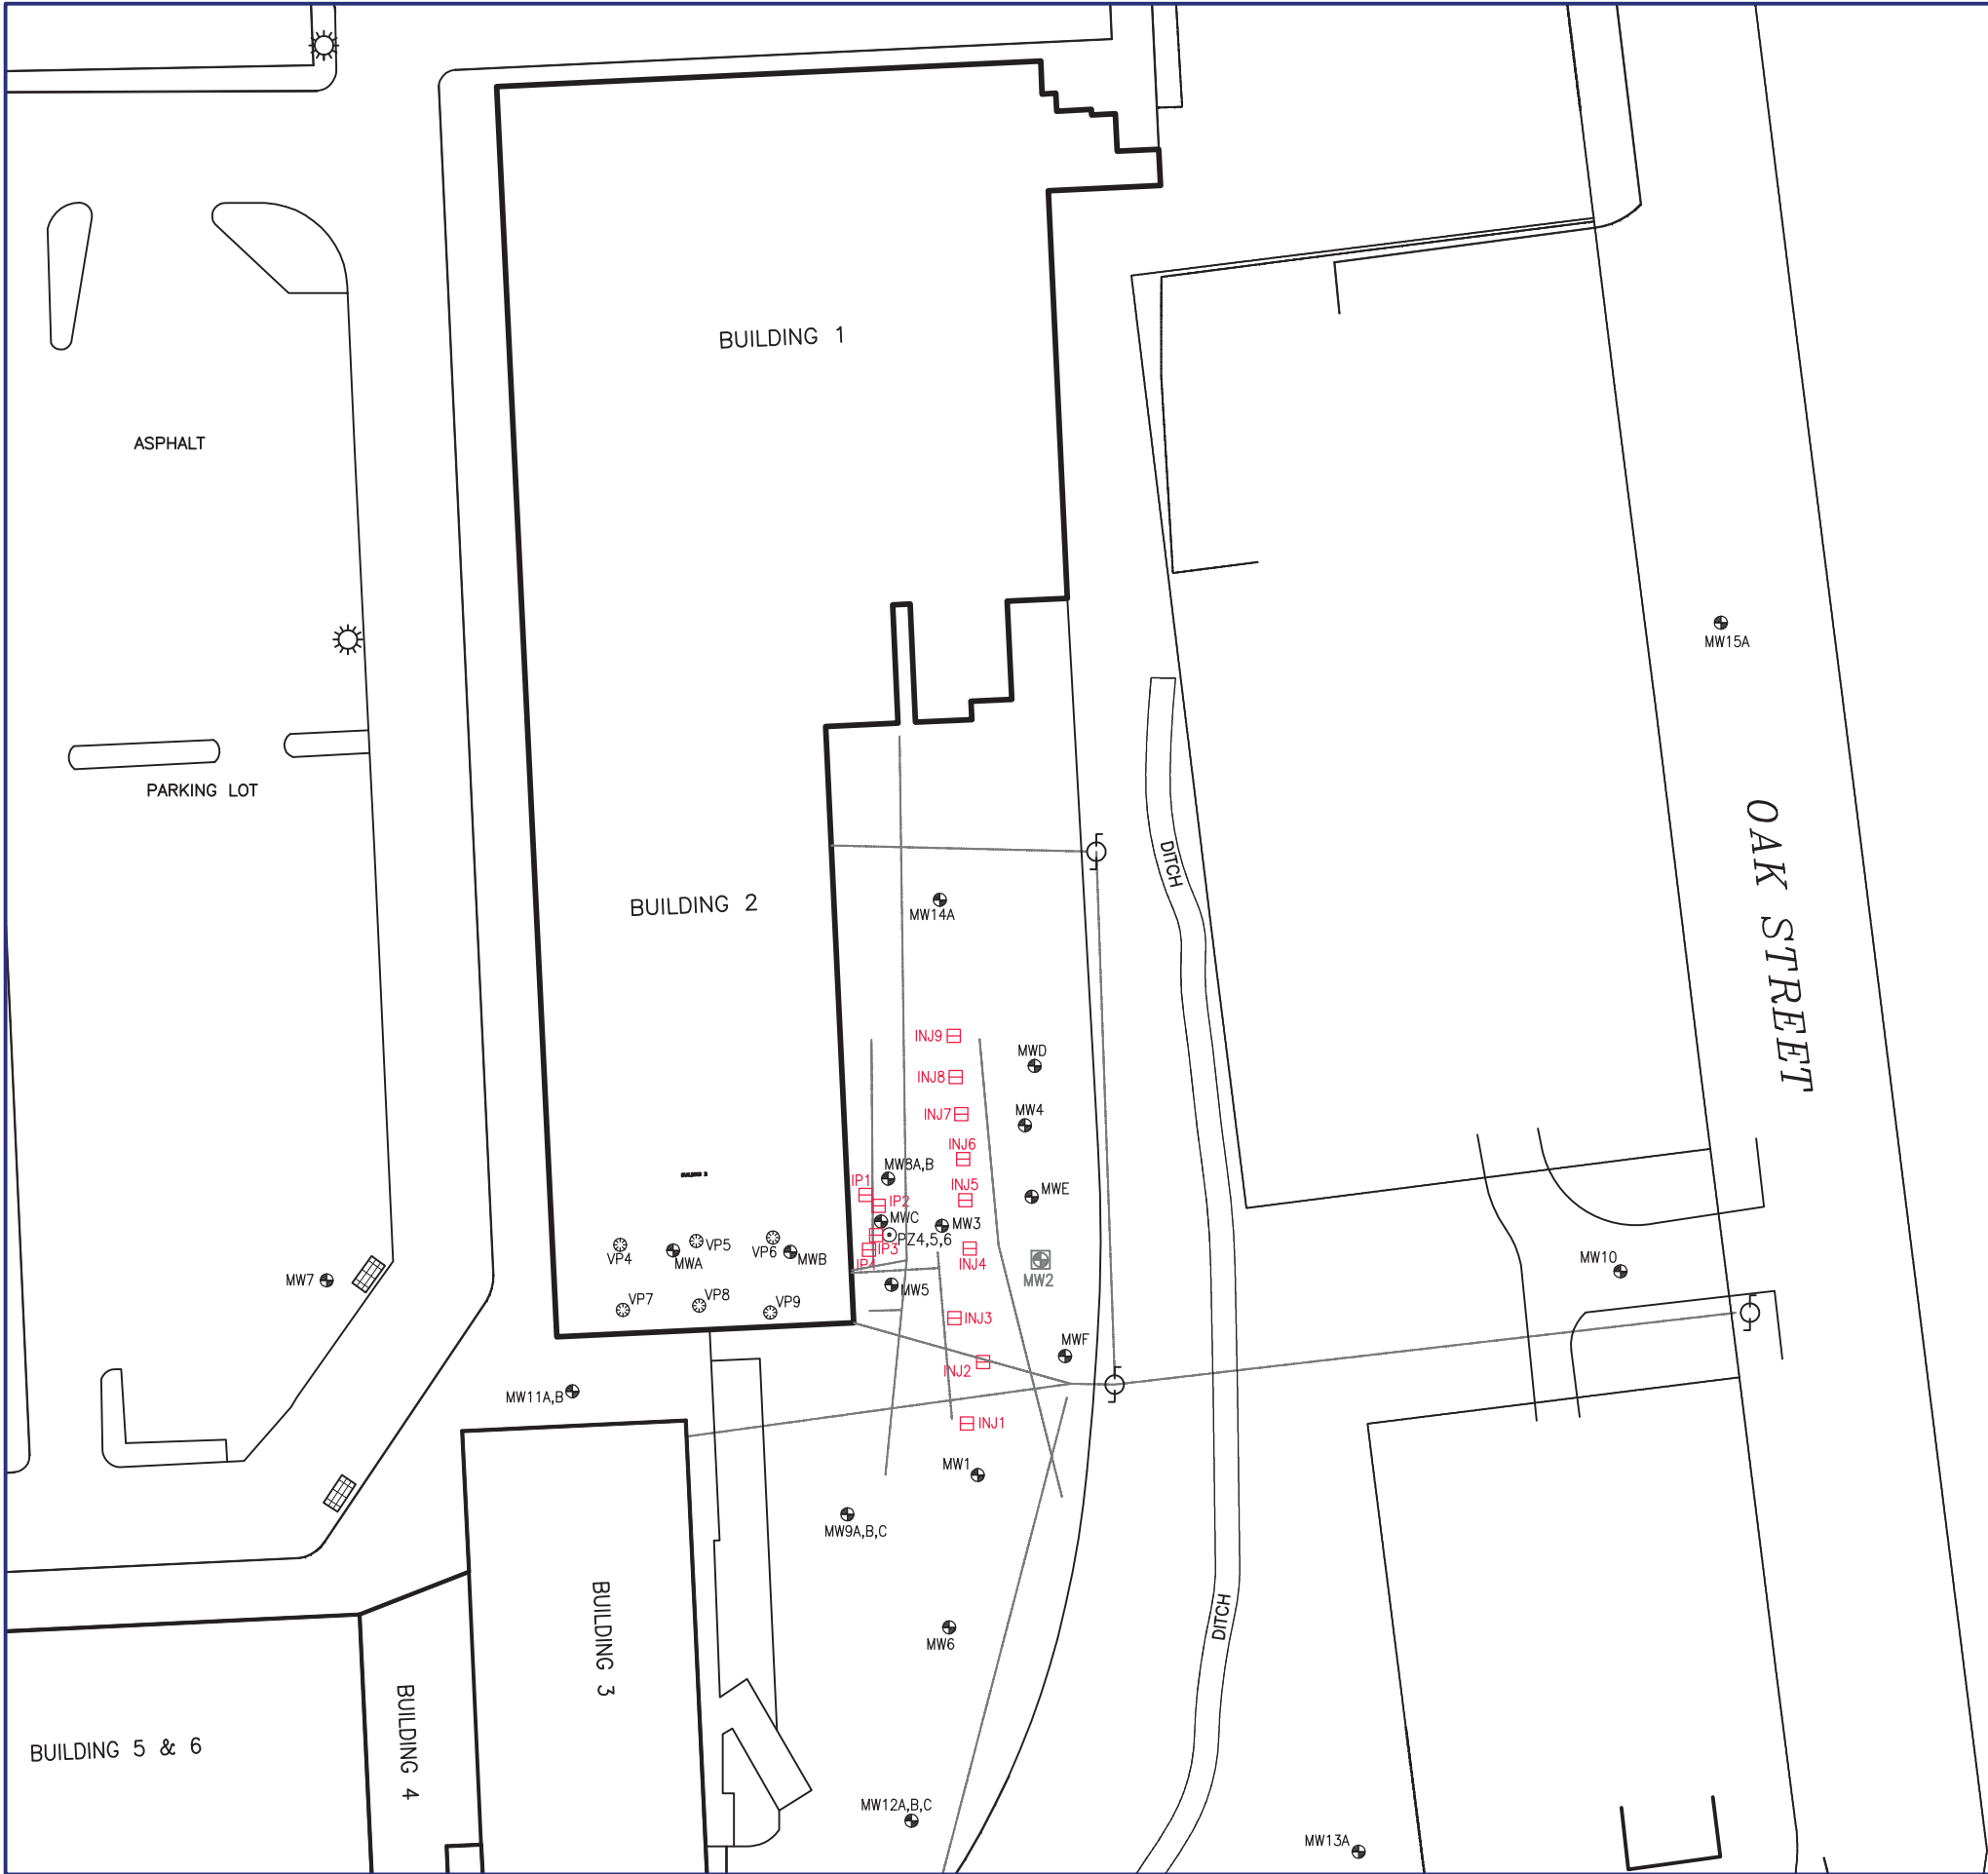 BUILDING 1
ASPHALT
MW15A
PARKING LOT
OAK STREET
DITCH
BUILDING 2
MW14A
INJ9
MWD
INJ8
INJ7
MW4
INJ6
MW8A,B
BUILDING 2
IP1
INJ5
MWE
IP2
MWC
MW3
PZ4,5,6
VP4
MWA
VP5
VP6
MWB
IP3
IP4
INJ4
MW2
MW10
MW7
MW5
VP7
VP8
VP9
INJ3
MWF
INJ2
MW11A,B
INJ1
MW1
MW9A,B,C
BUILDING 3
DITCH
MW6
BUILDING 4
BUILDING 5 & 6
MW12A,B,C
MW13A